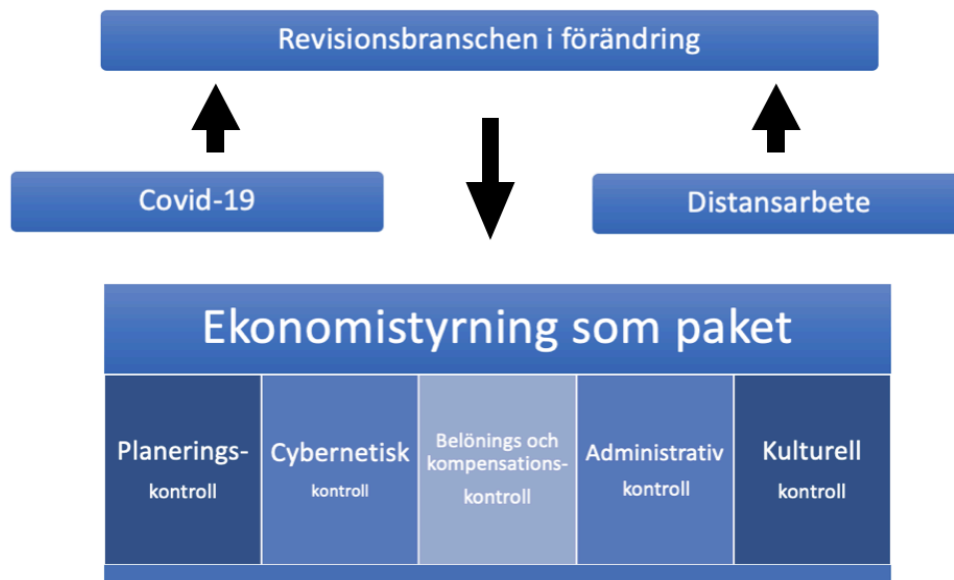 Revisionsbranschen i förändring
Covid-19
Distansarbete
Ekonomistyrning som paket
Planerings-
kontroll
Cybernetisk
kontroll
Belönings och
kompensations-
kontroll
Administrativ
kontroll
Kulturell
kontroll